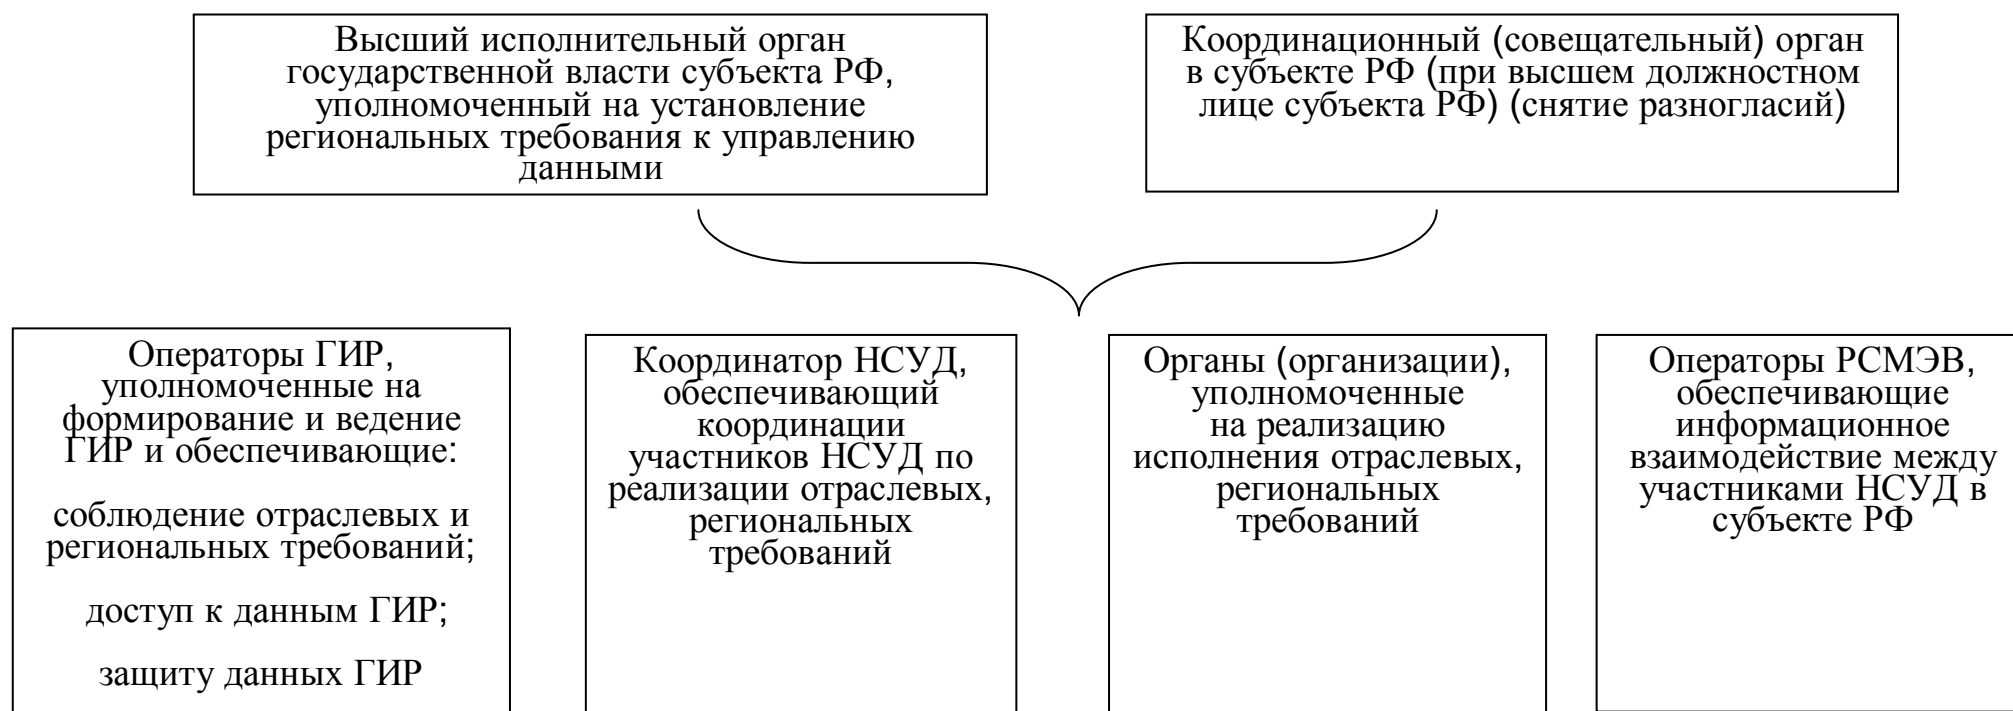 Высший исполнительный орган
государственной власти субъекта РФ,
уполномоченный на установление
региональных требования к управлению
данными
Координационный (совещательный) орган
в субъекте РФ (при высшем должностном
лице субъекта РФ) (снятие разногласий)
Операторы ГИР,
уполномоченные на
формирование и ведение
ГИР и обеспечивающие:
соблюдение отраслевых и
региональных требований;
доступ к данным ГИР;
защиту данных ГИР
Координатор НСУД,
обеспечивающий
координации
участников НСУД по
реализации отраслевых,
региональных
требований
Органы (организации),
уполномоченные
на реализацию
исполнения отраслевых,
региональных
требований
Операторы РСМЭВ,
обеспечивающие
информационное
взаимодействие между
участниками НСУД в
субъекте РФ